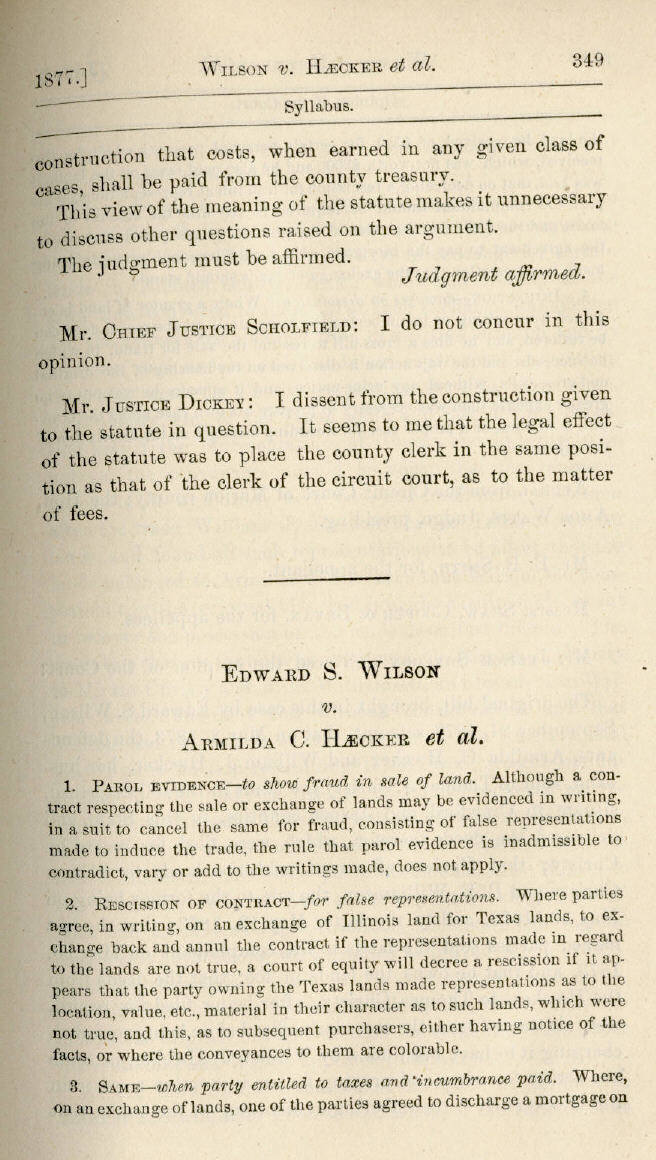 1877.] WILSON v. HÆCKER et al. 349
Syllabus.
construction that costs, when earned in any given class of
cases, shall be paid from the county treasury.
This view of the meaning of the statute makes it unnecessary
to discuss other questions raised on the argument.
The judgment must be affirmed.
Judgment affirmed.
Mr. CHIEF JUSTICE SCHOLFIELD: I do not concur in this
opinion.
Mr. JUSTICE DICKEY: I dissent from the construction given
to the statute in question. It seems to me that the legal effect
of the statute was to place the county clerk in the same posi-
tion as that of the clerk of the circuit court, as to the matter
of fees.
EDWARD S. WILSON
v.
ARMILDA C. HÆCKER et al.
1. PAROL EVIDENCE—to show fraud in sale of land. Although a con-
tract respecting the sale or exchange of lands may be evidenced in writing,
in a suit to cancel the same for fraud, consisting of false representations
made to induce the trade, the rule that parol evidence is inadmissible to
contradict, vary or add to the writings made, does not apply.
2. RESCISSION OF CONTRACT—for false representations. Where parties
agree, in writing, on an exchange of Illinois land for Texas lands, to ex-
change back and annul the contract if the representations made in regard
to the lands are not true, a court of equity will decree a rescission if it ap-
pears that the party owning the Texas lands made representations as to the
location, value, etc., material in their character as to such lands, which were
not true, and this, as to subsequent purchasers, either having notice of the
facts, or where the conveyances to them are colorable.
3. SAME—when party entitled to taxes and incumbrance paid. Where,
on an exchange of lands, one of the parties agreed to discharge a mortgage on